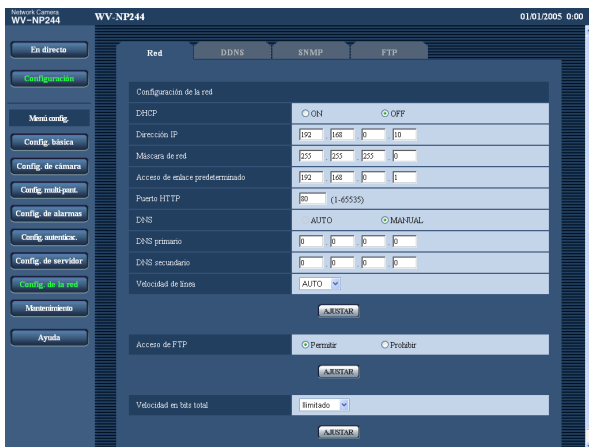 Network Camera
WV-NP244
WV-NP244
01/01/2005 0:00
En directo
Configuración
Menú config.
Config. básica
Config. de cámara
Config. multi-pant.
Config. de alarmas
Config. autenticac.
Config. de servidor
Config. de la red
Mantenimiento
Ayuda
Red DDNS SNMP FTP
Configuración de la red
DHCP ON OFF
Dirección IP 192 . 168 . 0 . 10
Máscara de red 255 . 255 . 255 . 0
Acceso de enlace predeterminado 192 . 168 . 0 . 1
Puerto HTTP 80 (1-65535)
DNS AUTO MANUAL
DNS primario 0 . 0 . 0 . 0
DNS secundario 0 . 0 . 0 . 0
Velocidad de línea AUTO
AJUSTAR
Acceso de FTP Permitir Prohibir
AJUSTAR
Velocidad en bits total Ilimitado
AJUSTAR